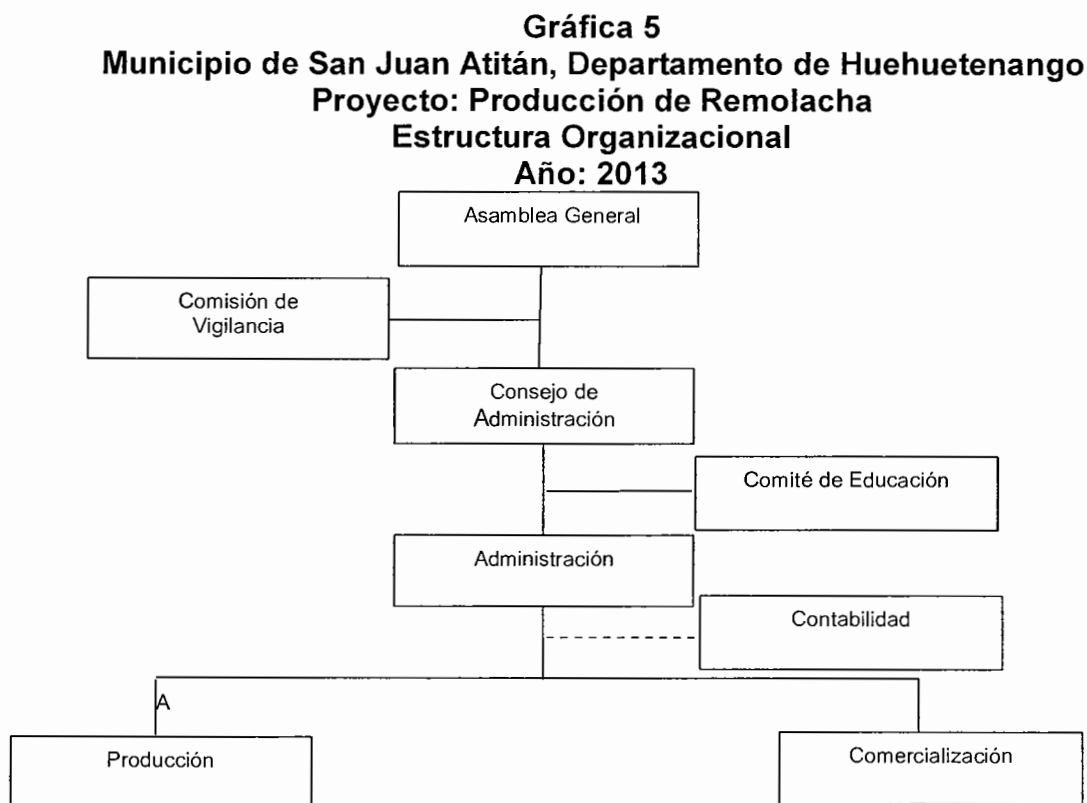 Gráfica 5
Municipio de San Juan Atitán, Departamento de Huehuetenango
Proyecto: Producción de Remolacha
Estructura Organizacional
Año: 2013
Asamblea General
Comisión de
Vigilancia
Consejo de
Administración
Comité de Educación
Administración
Contabilidad
A
Producción
Comercialización